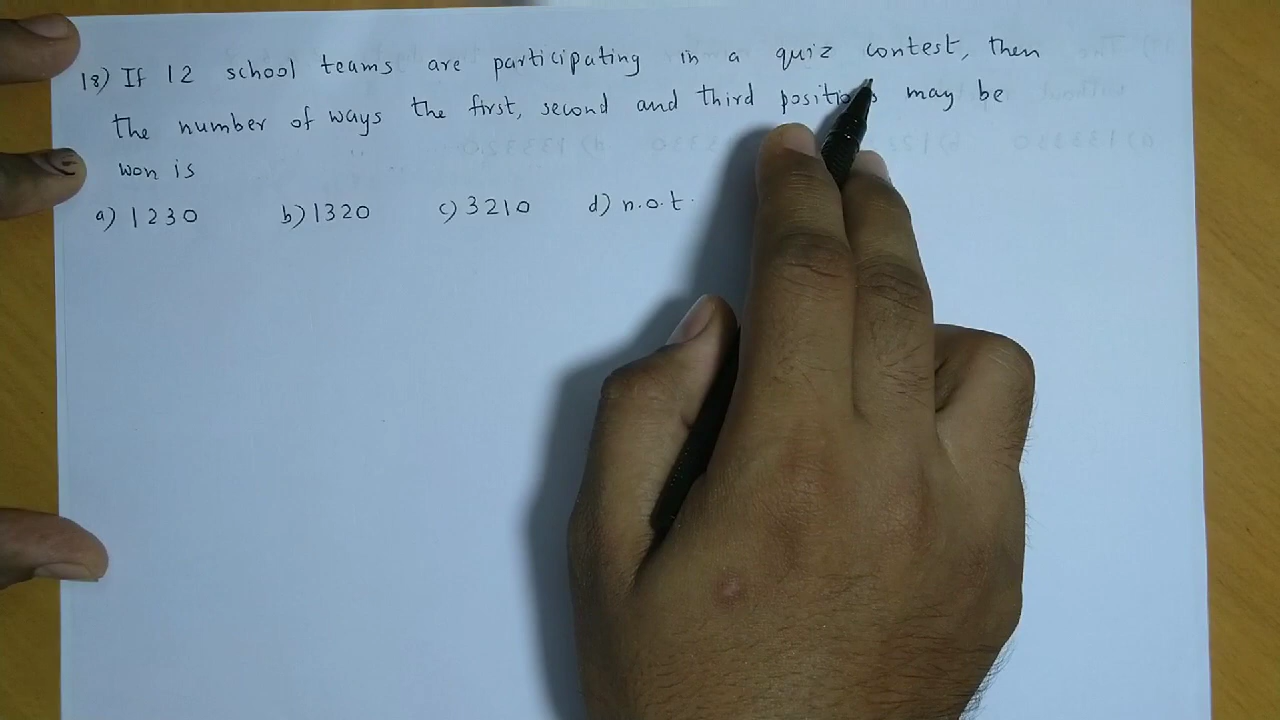 18) If 12 school teams are participating in a quiz contest, then
the number of ways the first, second and third positions may be
won is
a) 1230 b) 1320 c) 3210 d) n.o.t.